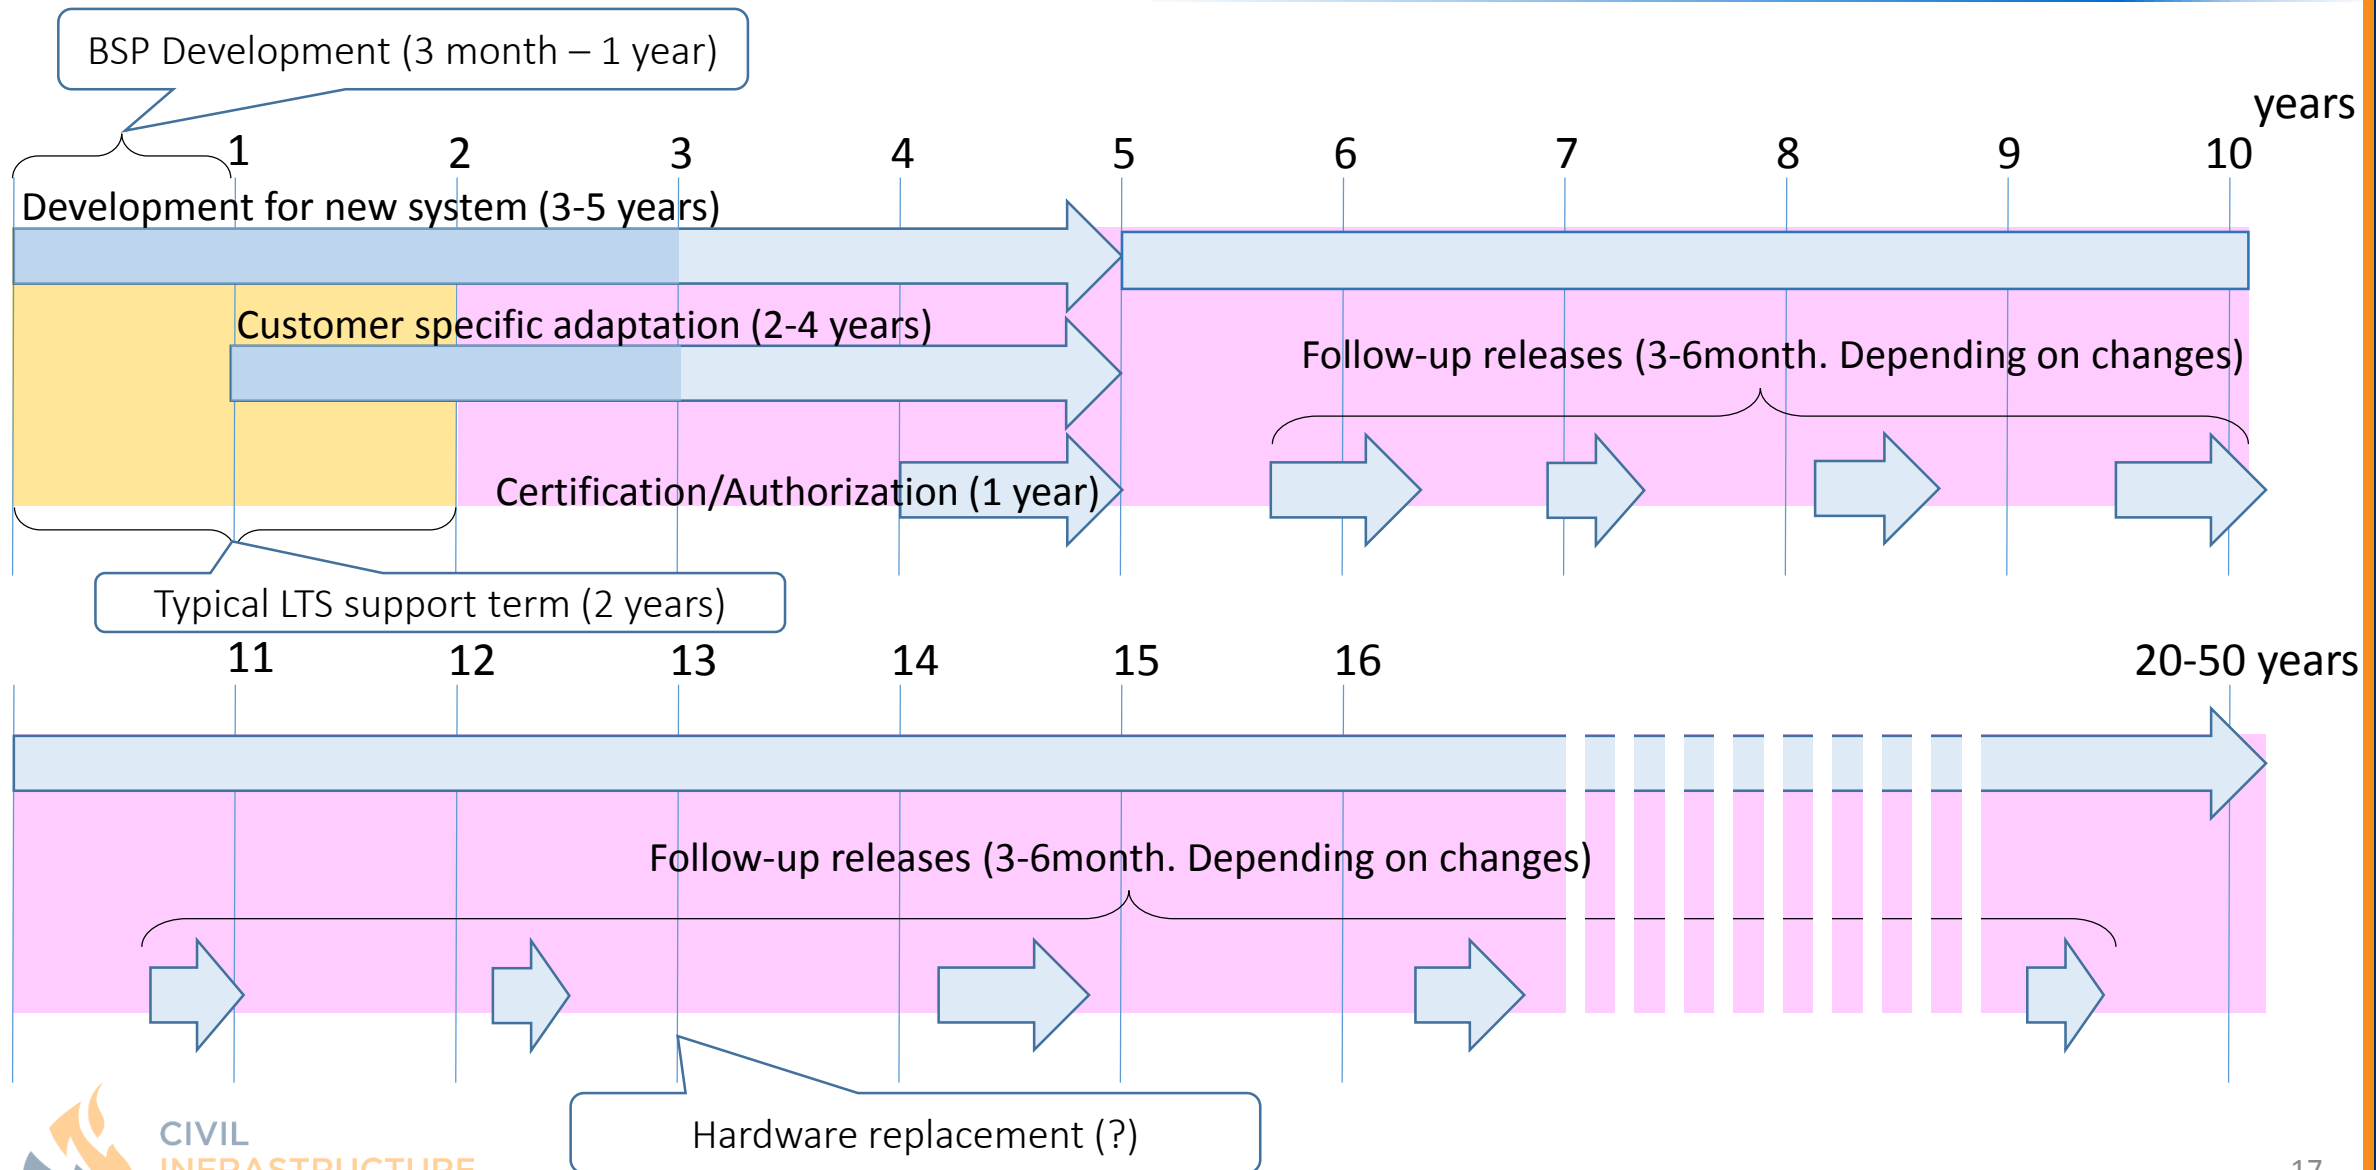 BSP Development (3 month – 1 year)
years
1 2 3 4 5 6 7 8 9 10
Development for new system (3-5 years)
Customer specific adaptation (2-4 years)
Follow-up releases (3-6month. Depending on changes)
Certification/Authorization (1 year)
Typical LTS support term (2 years)
11 12 13 14 15 16 20-50 years
Follow-up releases (3-6month. Depending on changes)
Hardware replacement (?)
CIVIL
INFRASTRUCTURE
17